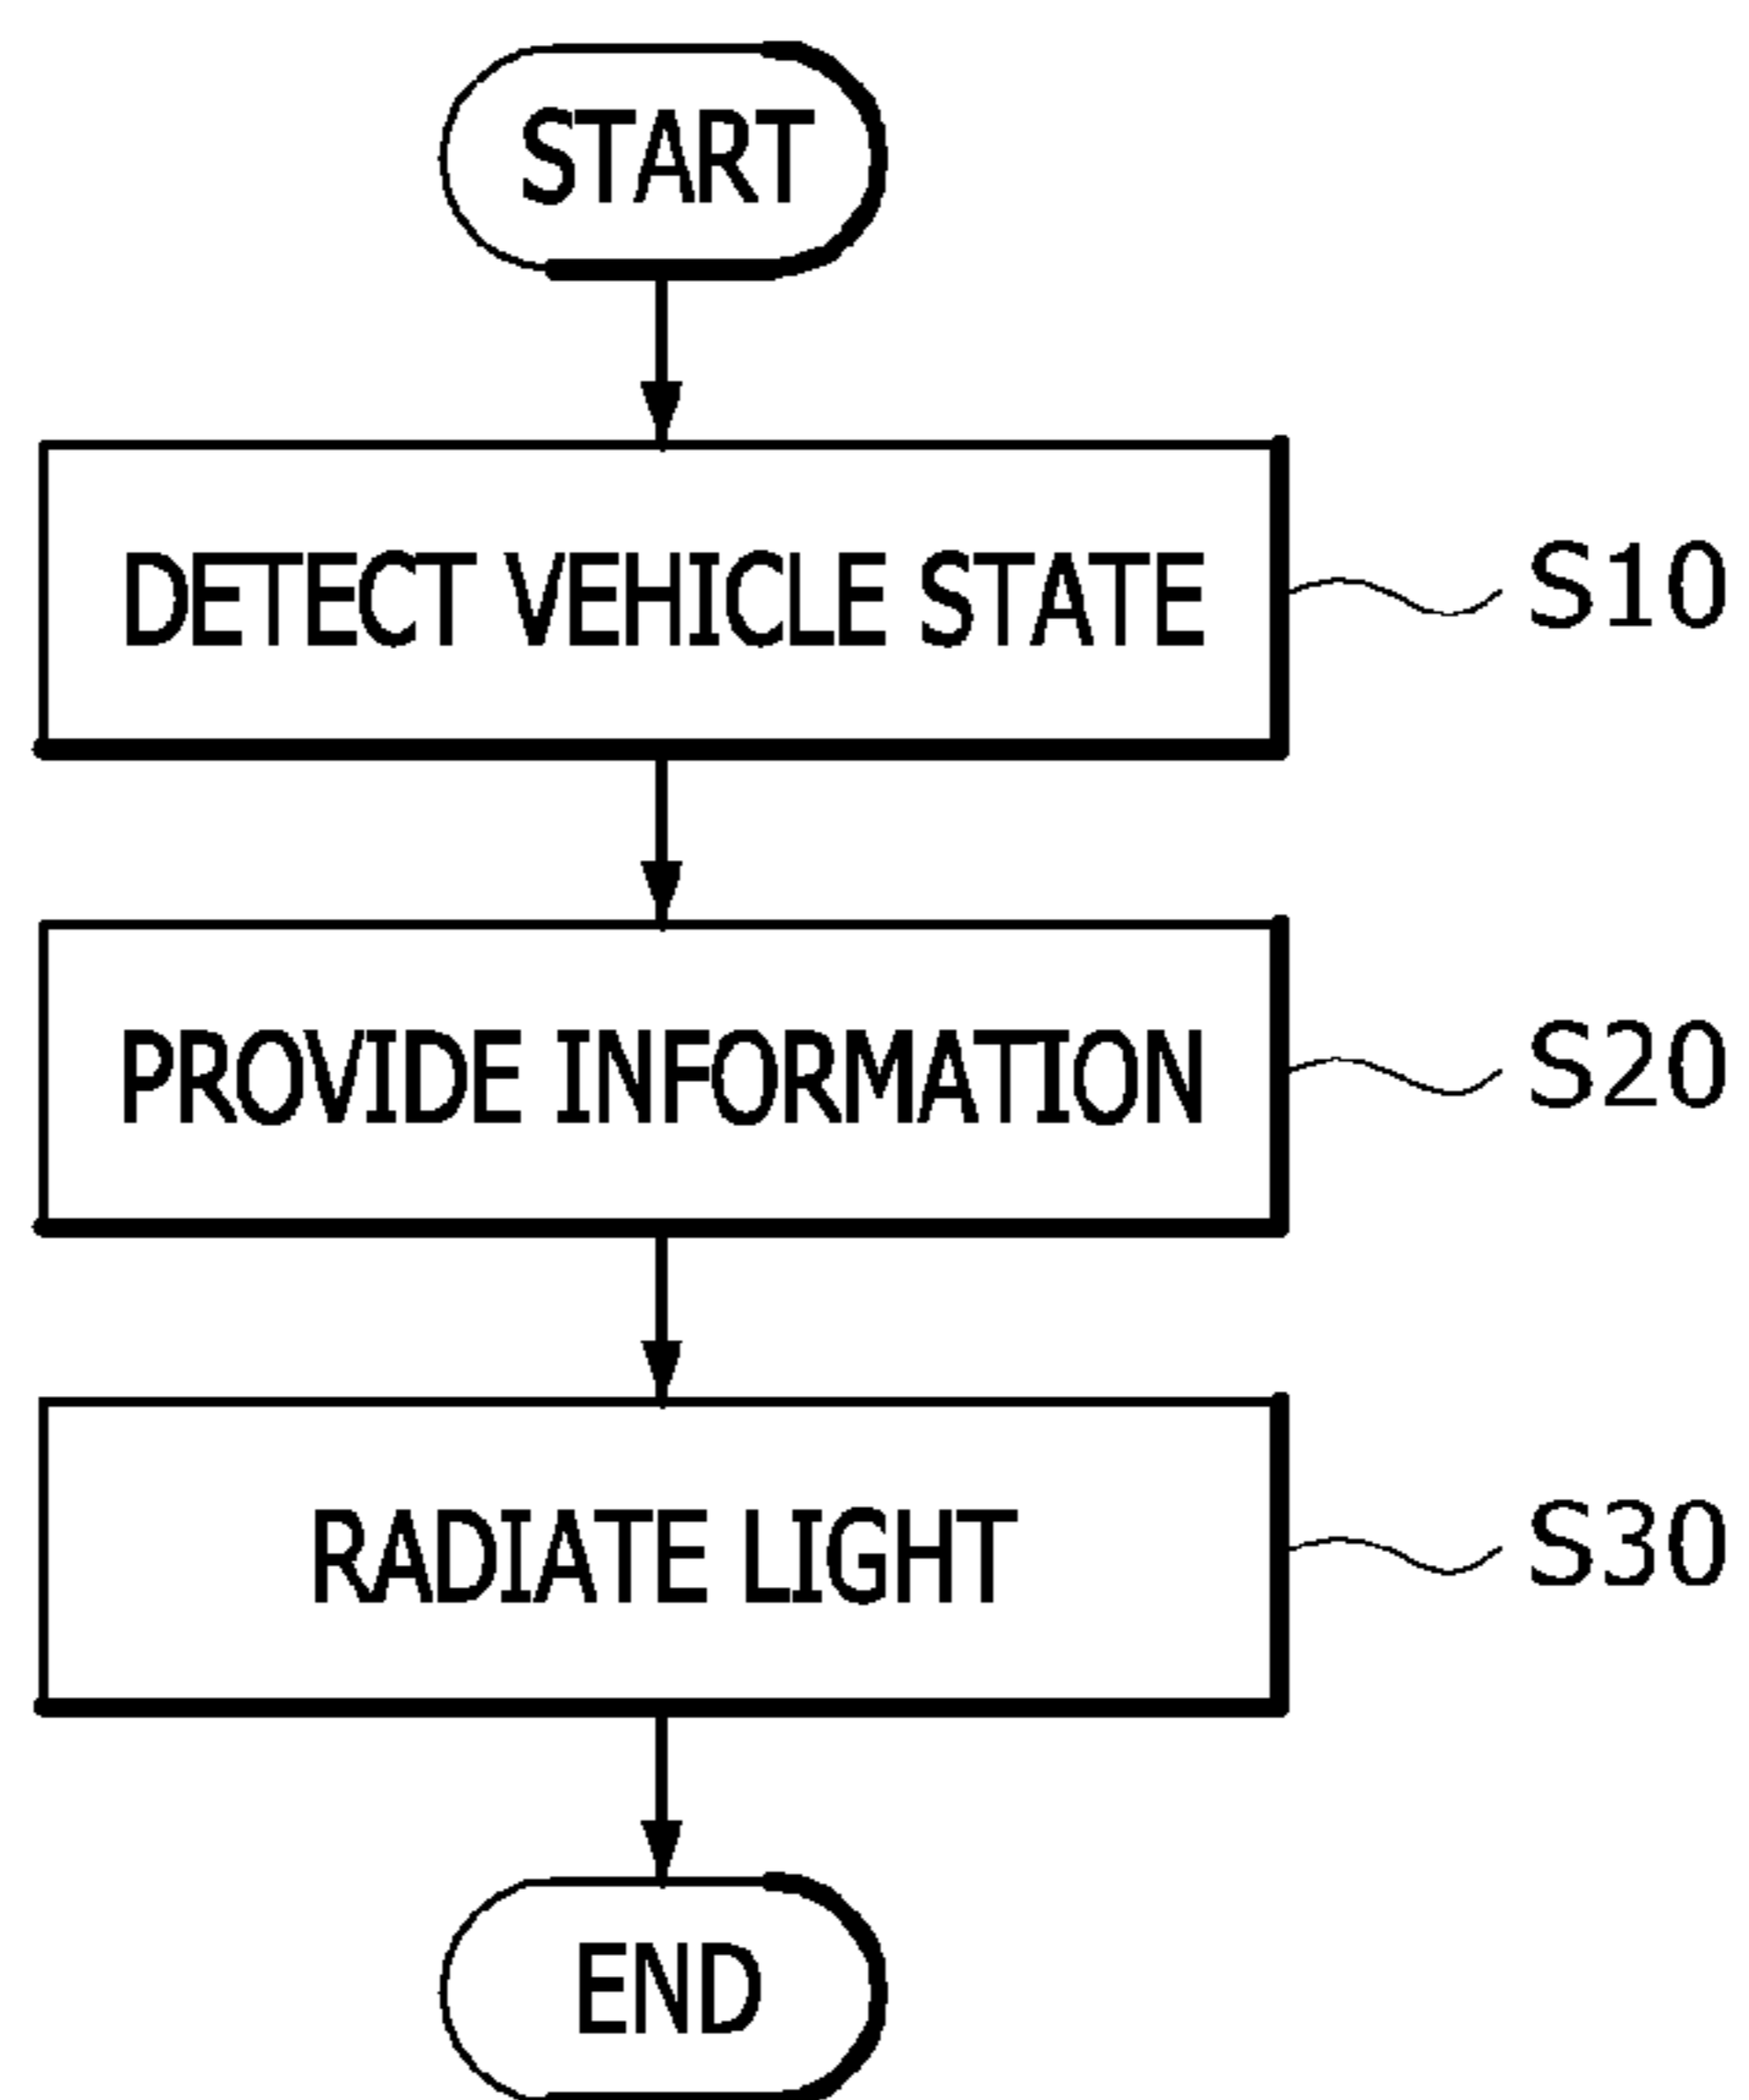 START
DETECT VEHICLE STATE
S10
PROVIDE INFORMATION
S20
RADIATE LIGHT
S30
END